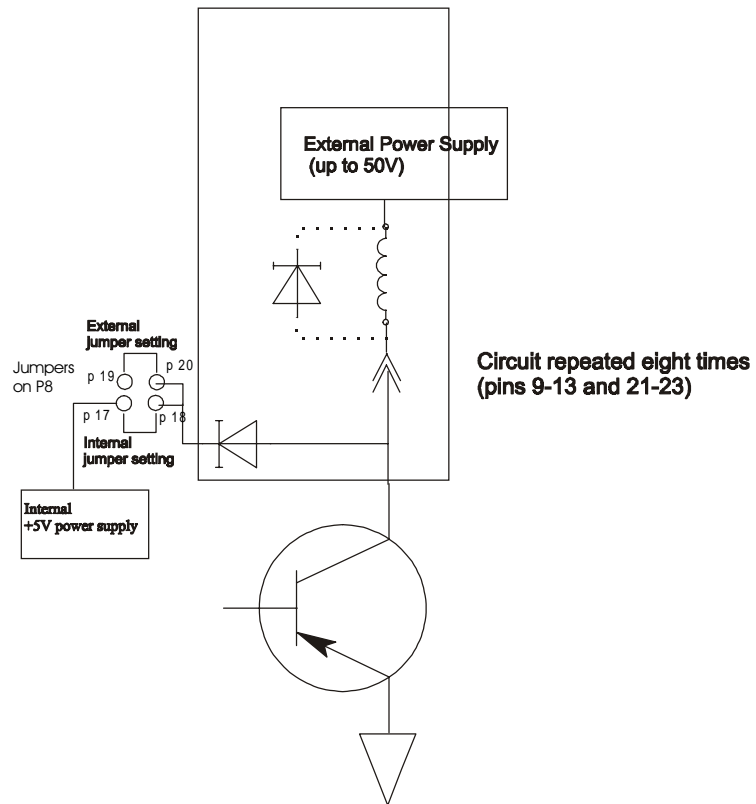 External Power Supply
(up to 50V)
External
jumper setting
Jumpers
on P8
p 19
p 20
p 17
p 18
Internal
jumper setting
Internal
+5V power supply
Circuit repeated eight times
(pins 9-13 and 21-23)